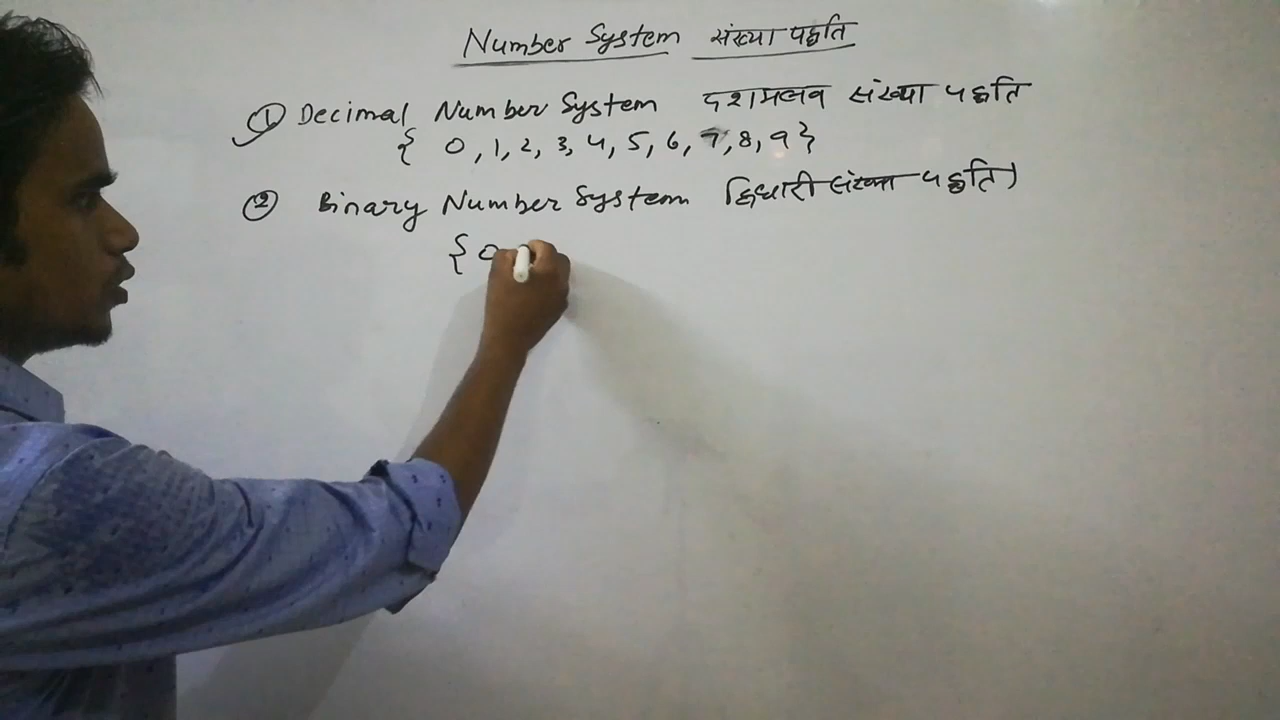 Number System संख्या पद्धति
① Decimal Number System दशमलव संख्या पद्धति
{ 0, 1, 2, 3, 4, 5, 6, 7, 8, 9 }
② Binary Number System द्विधारी संख्या पद्धति)
{ 0